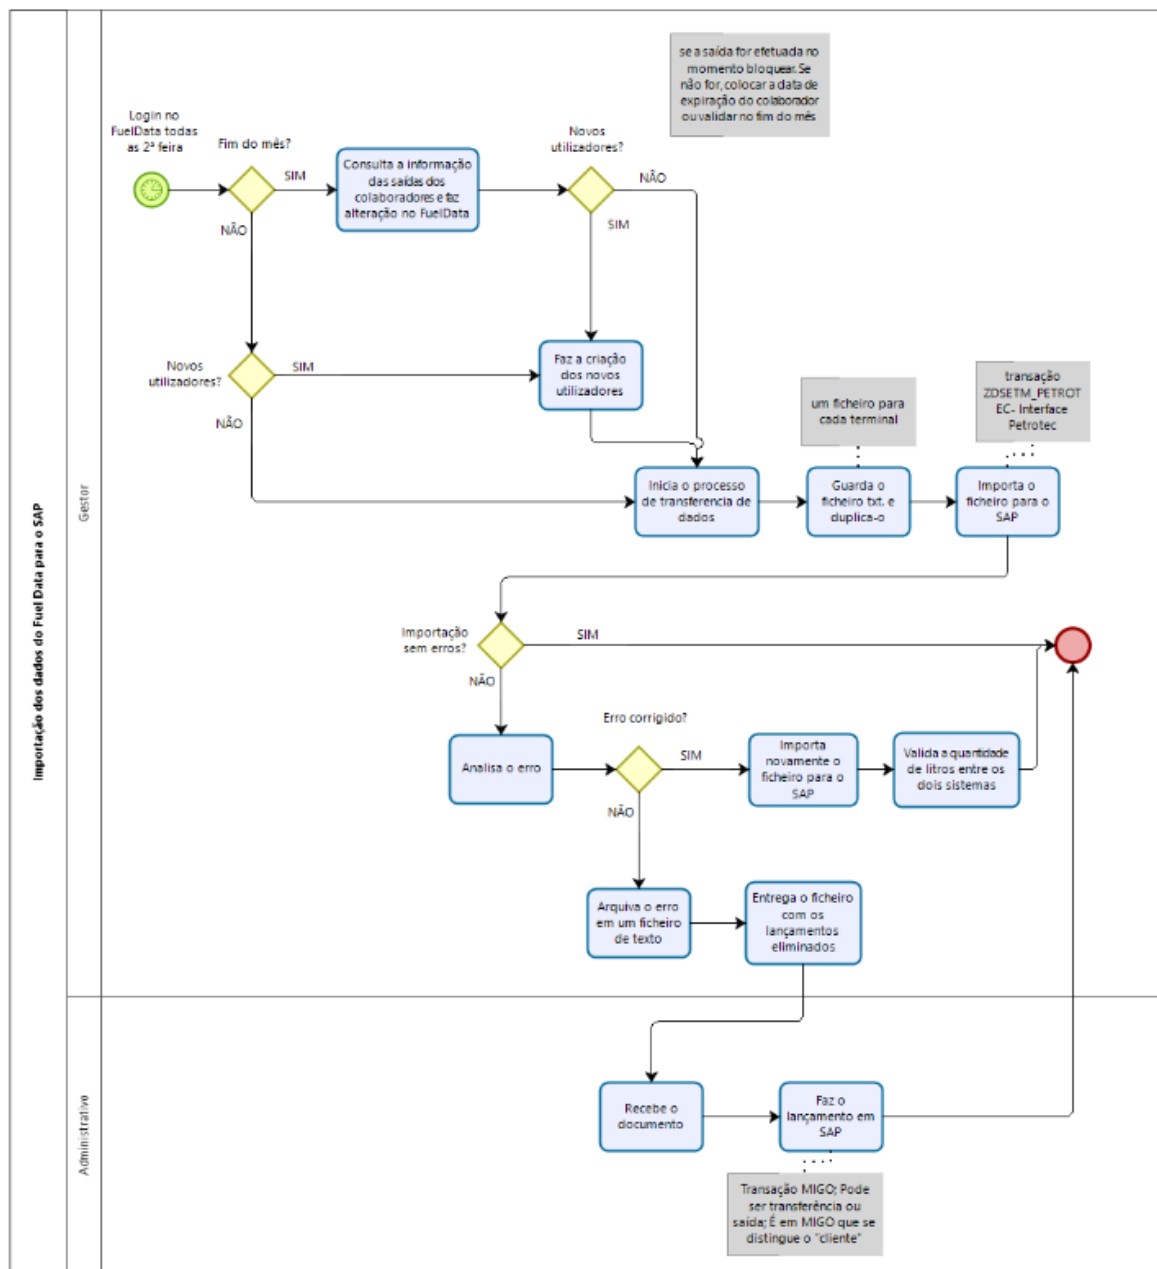 Importação dos dados do Fuel Data para o SAP
Gestor
se a saída for efetuada no
momento bloquear. Se
não for, colocar a data de
expiração do colaborador
ou validar no fim do mês
Login no
FuelData todas
as 2ª feira
Fim do mês?
SIM
NÃO
Consulta a informação
das saídas dos
colaboradores e faz
alteração no FuelData
Novos
utilizadores?
NÃO
SIM
Novos
utilizadores?
SIM
NÃO
Faz a criação
dos novos
utilizadores
um ficheiro para
cada terminal
transação
ZDSETM_PETROT
EC- Interface
Petrotec
Inicia o processo
de transferencia de
dados
Guarda o
ficheiro txt. e
duplica-o
Importa o
ficheiro para o
SAP
Importação
sem erros?
SIM
NÃO
Analisa o erro
Erro corrigido?
SIM
NÃO
Importa
novamente o
ficheiro para o
SAP
Valida a quantidade
de litros entre os
dois sistemas
Arquiva o erro
em um ficheiro
de texto
Entrega o ficheiro
com os
lançamentos
eliminados
Administrativo
Recebe o
documento
Faz o
lançamento em
SAP
Transação MIGO; Pode
ser transferência ou
saída; É em MIGO que se
distingue o "cliente"